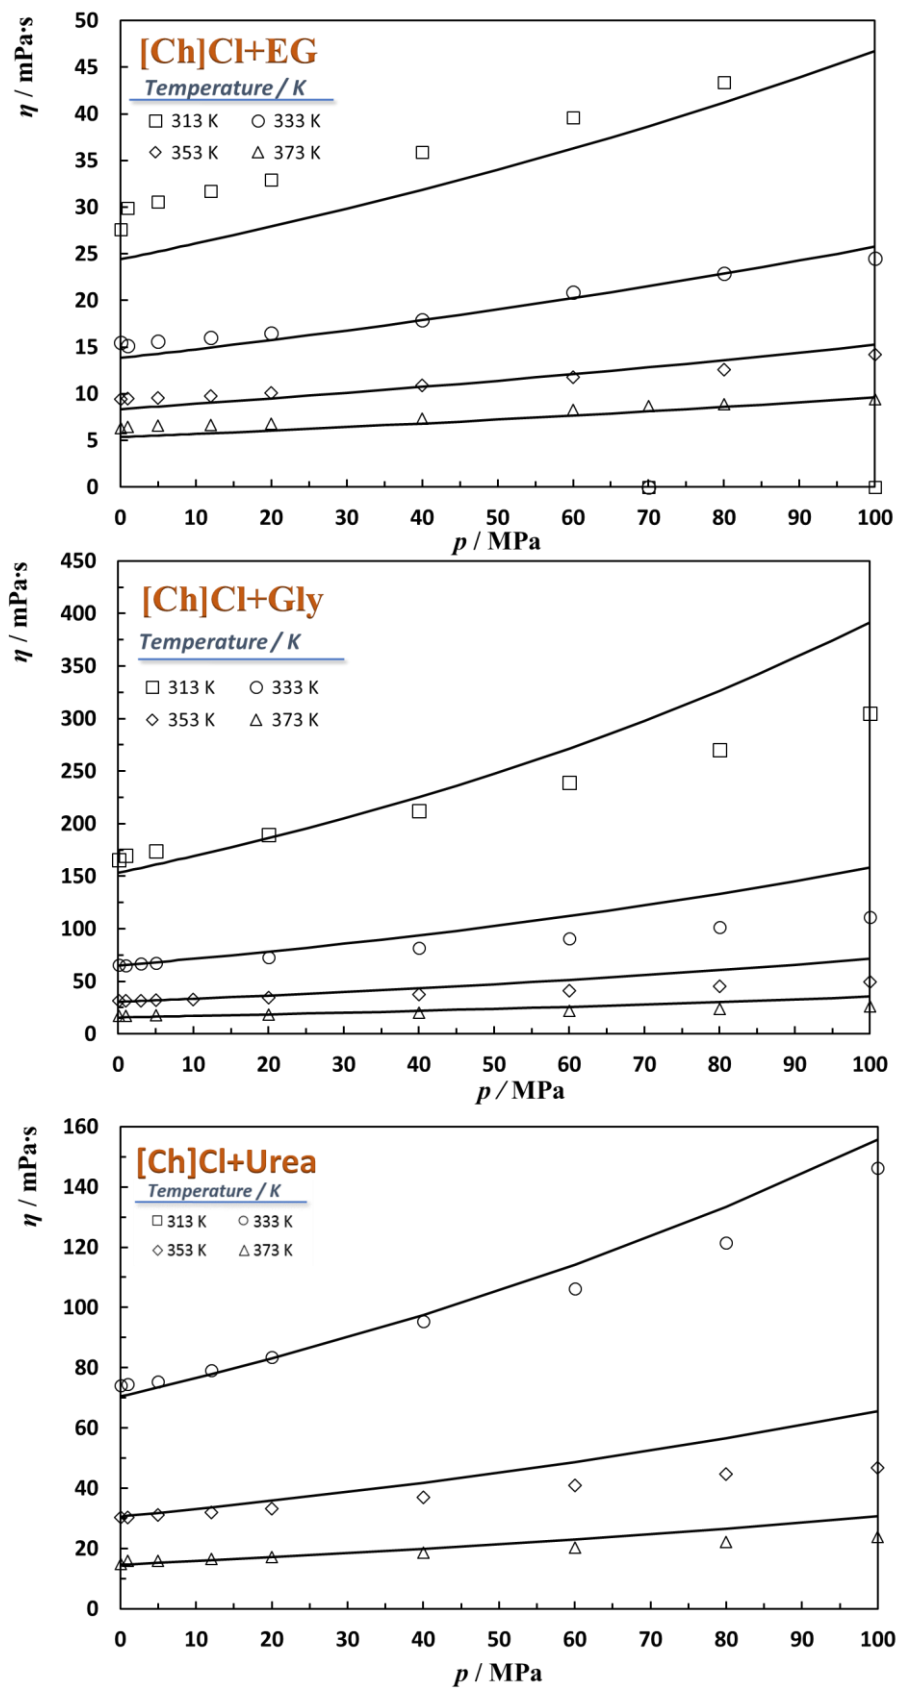 [Ch]Cl+EG
Temperature / K
□ 313 K ○ 333 K
◇ 353 K △ 373 K
η / mPa·s
50
45
40
35
30
25
20
15
10
5
0
0 10 20 30 40 50 60 70 80 90 100
p / MPa
[Ch]Cl+Gly
Temperature / K
□ 313 K ○ 333 K
◇ 353 K △ 373 K
η / mPa·s
450
400
350
300
250
200
150
100
50
0
0 10 20 30 40 50 60 70 80 90 100
p / MPa
[Ch]Cl+Urea
Temperature / K
□ 313 K ○ 333 K
◇ 353 K △ 373 K
η / mPa·s
160
140
120
100
80
60
40
20
0
0 10 20 30 40 50 60 70 80 90 100
p / MPa